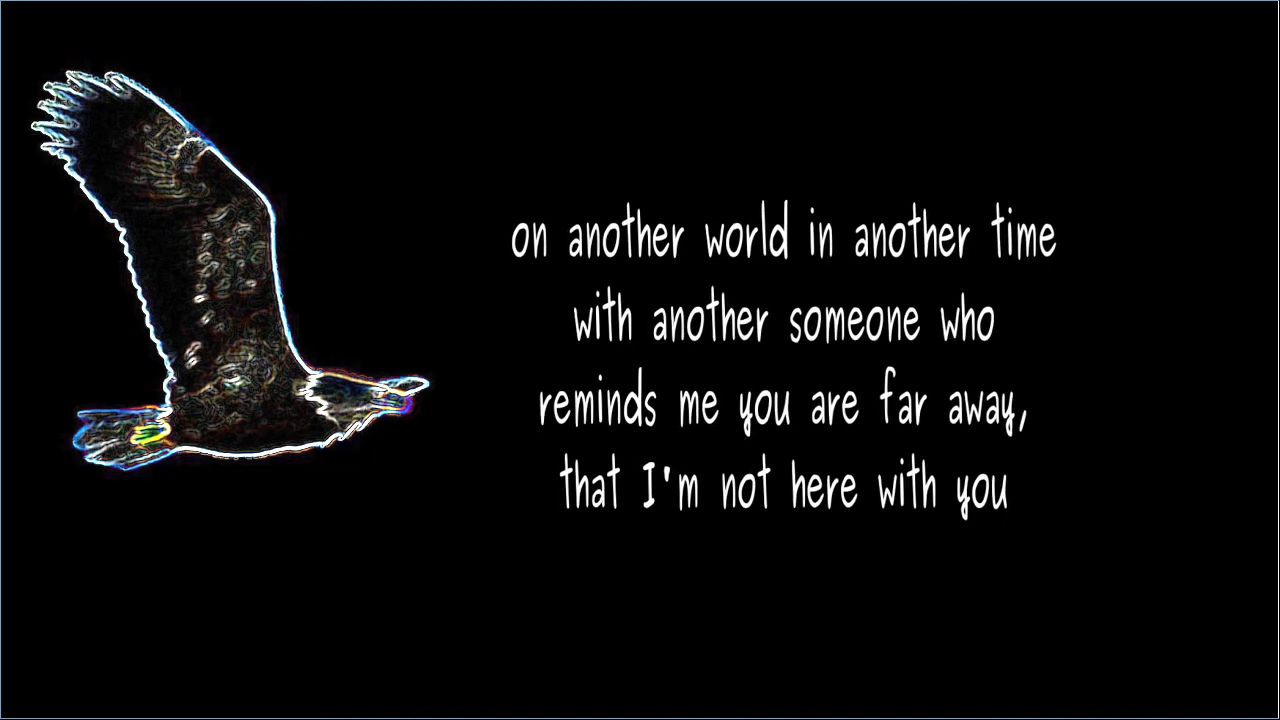 on another world in another time
with another someone who
reminds me you are far away,
that I'm not here with you